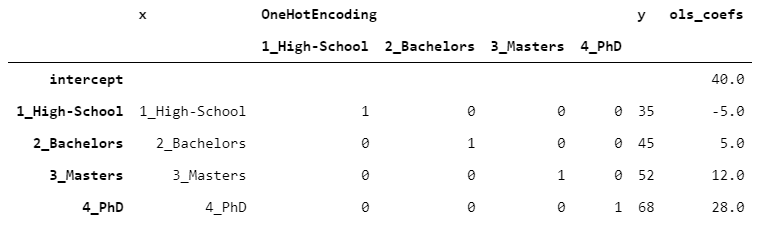 x OneHotEncoding y ols_coefs
1_High-School 2_Bachelors 3_Masters 4_PhD
intercept 40.0
1_High-School 1_High-School 1 0 0 0 35 -5.0
2_Bachelors 2_Bachelors 0 1 0 0 45 5.0
3_Masters 3_Masters 0 0 1 0 52 12.0
4_PhD 4_PhD 0 0 0 1 68 28.0